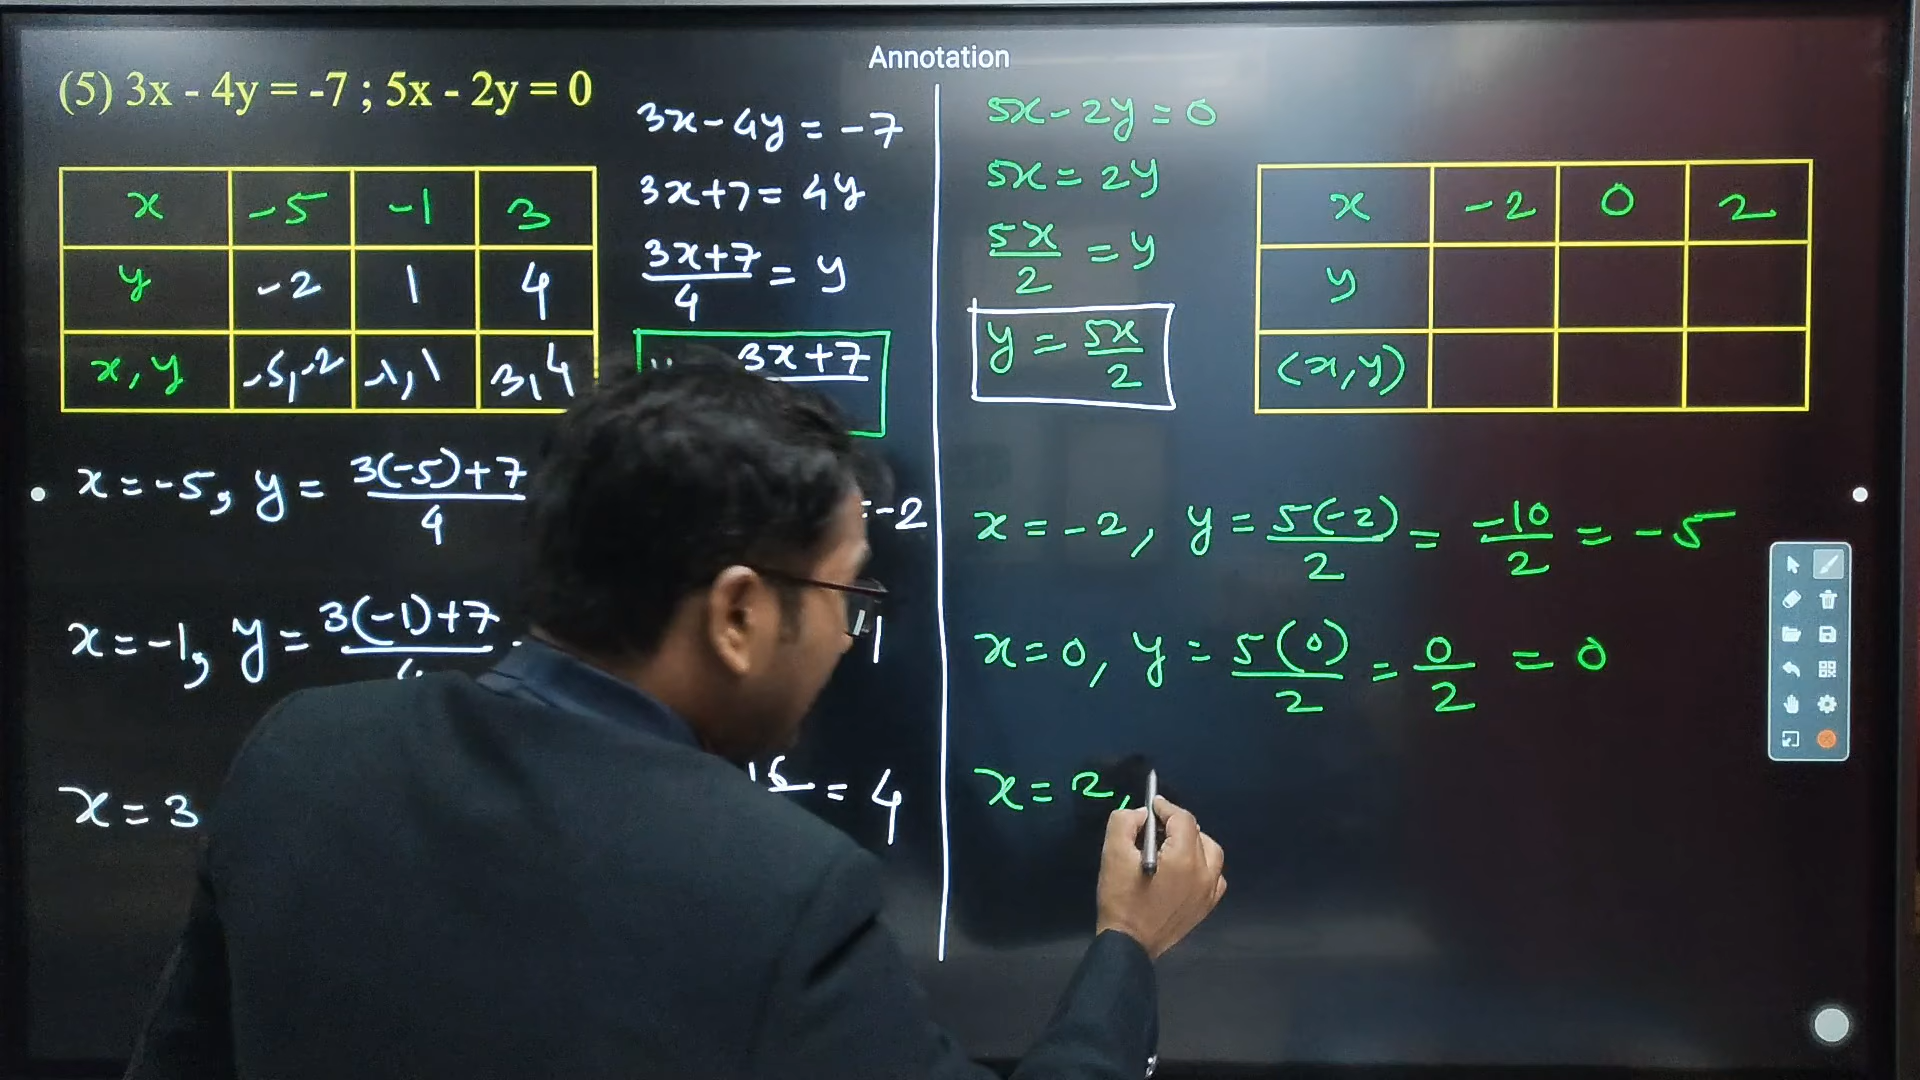 Annotation
(5) 3x - 4y = -7 ; 5x - 2y = 0
x -5 -1 3
y -2 1 4
x, y -5,-2 -1,1 3,4
3x - 4y = -7
3x + 7 = 4y
3x+7/4 = y
3x+7
x = -5, y = 3(-5)+7/4
= -2
x = -1, y = 3(-1)+7
1
x = 3
16 = 4
5x - 2y = 0
5x = 2y
5x/2 = y
y = 5x/2
x -2 0 2
y
(x,y)
x = -2, y = 5(-2)/2 = -10/2 = -5
x = 0, y = 5(0)/2 = 0/2 = 0
x = 2,